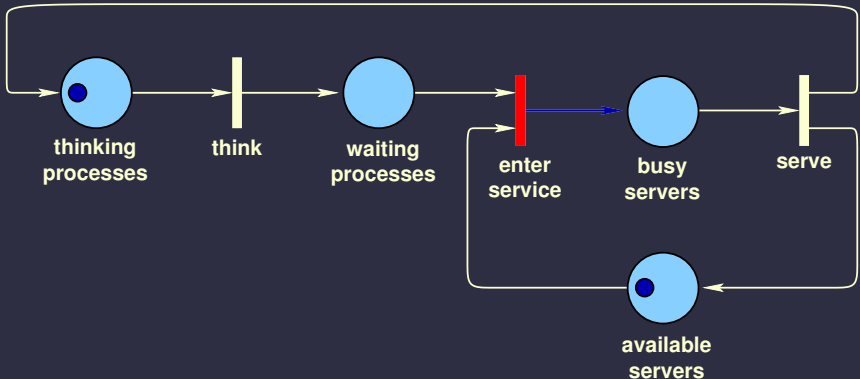 thinking
processes
think
waiting
processes
enter
service
busy
servers
serve
available
servers